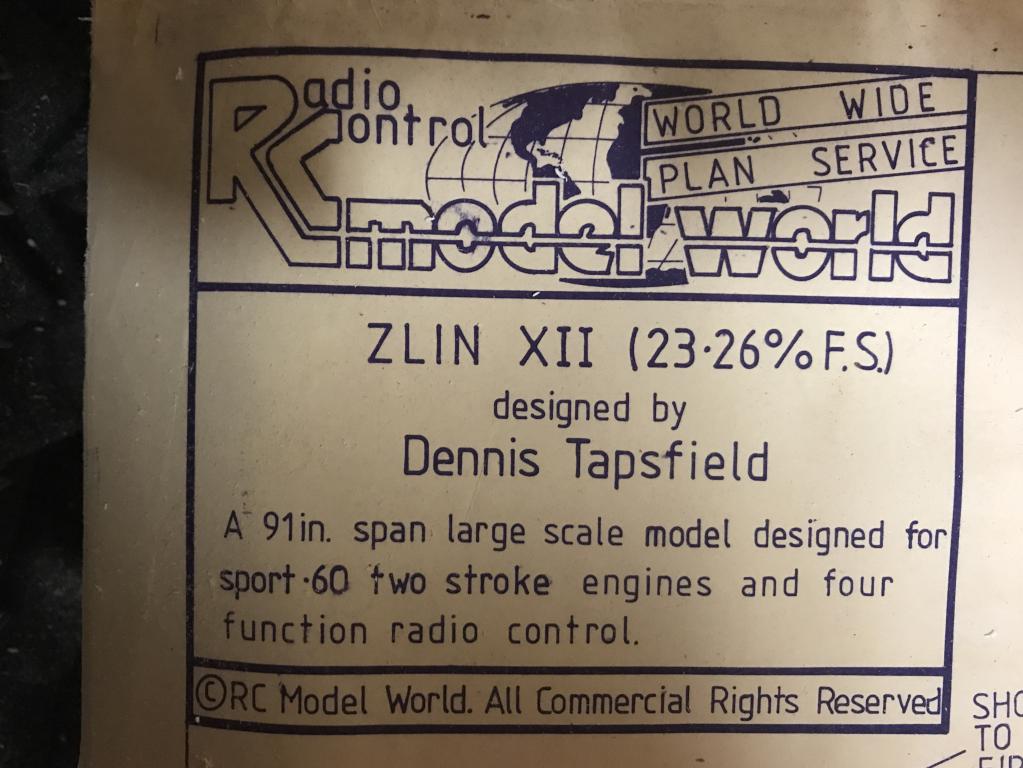 Radio
Control
WORLD WIDE
PLAN SERVICE
model world
ZLIN XII (23·26% F.S.)
designed by
Dennis Tapsfield
A 91in. span large scale model designed for
sport ·60 two stroke engines and four
function radio control.
©RC Model World. All Commercial Rights Reserved
SHO
TO